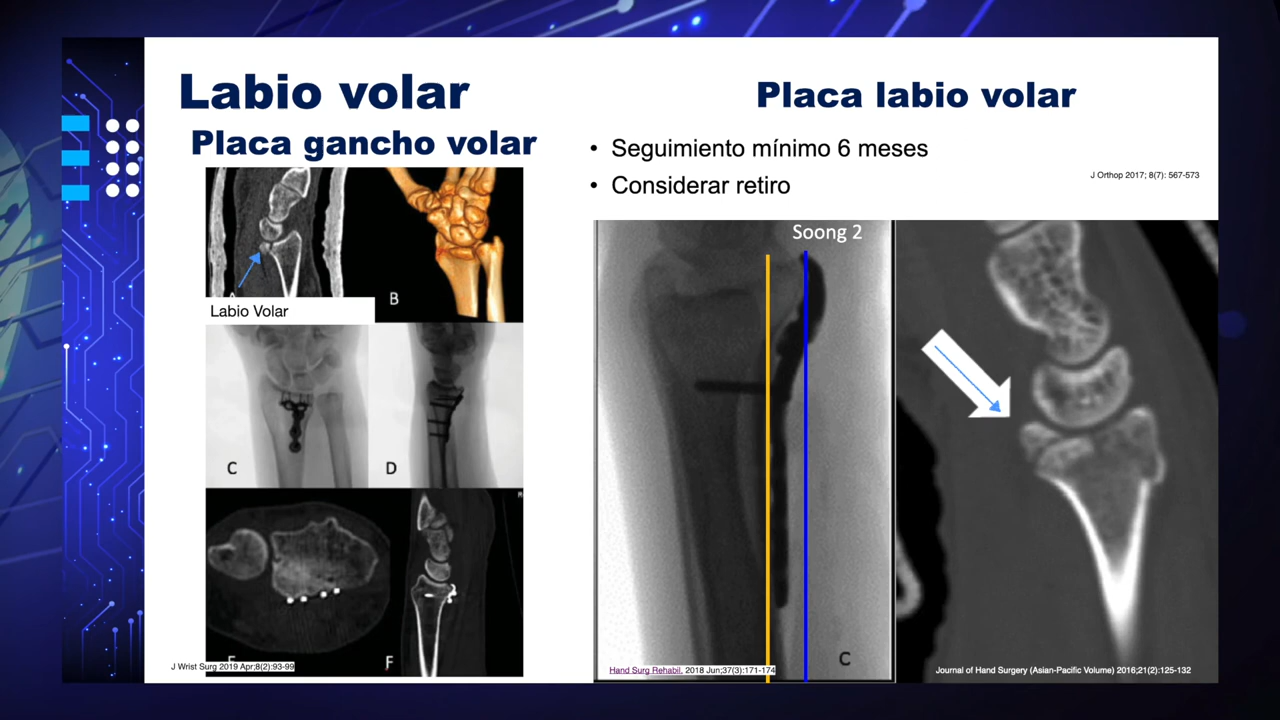 Labio volar
Placa gancho volar
B
Labio Volar
C
D
F
J Wrist Surg 2019 Apr;8(2):93-99
Placa labio volar
• Seguimiento mínimo 6 meses
• Considerar retiro
J Orthop 2017; 8(7): 567-573
Soong 2
C
Hand Surg Rehabil. 2018 Jun;37(3):171-174
Journal of Hand Surgery (Asian-Pacific Volume) 2016;21(2):125-132